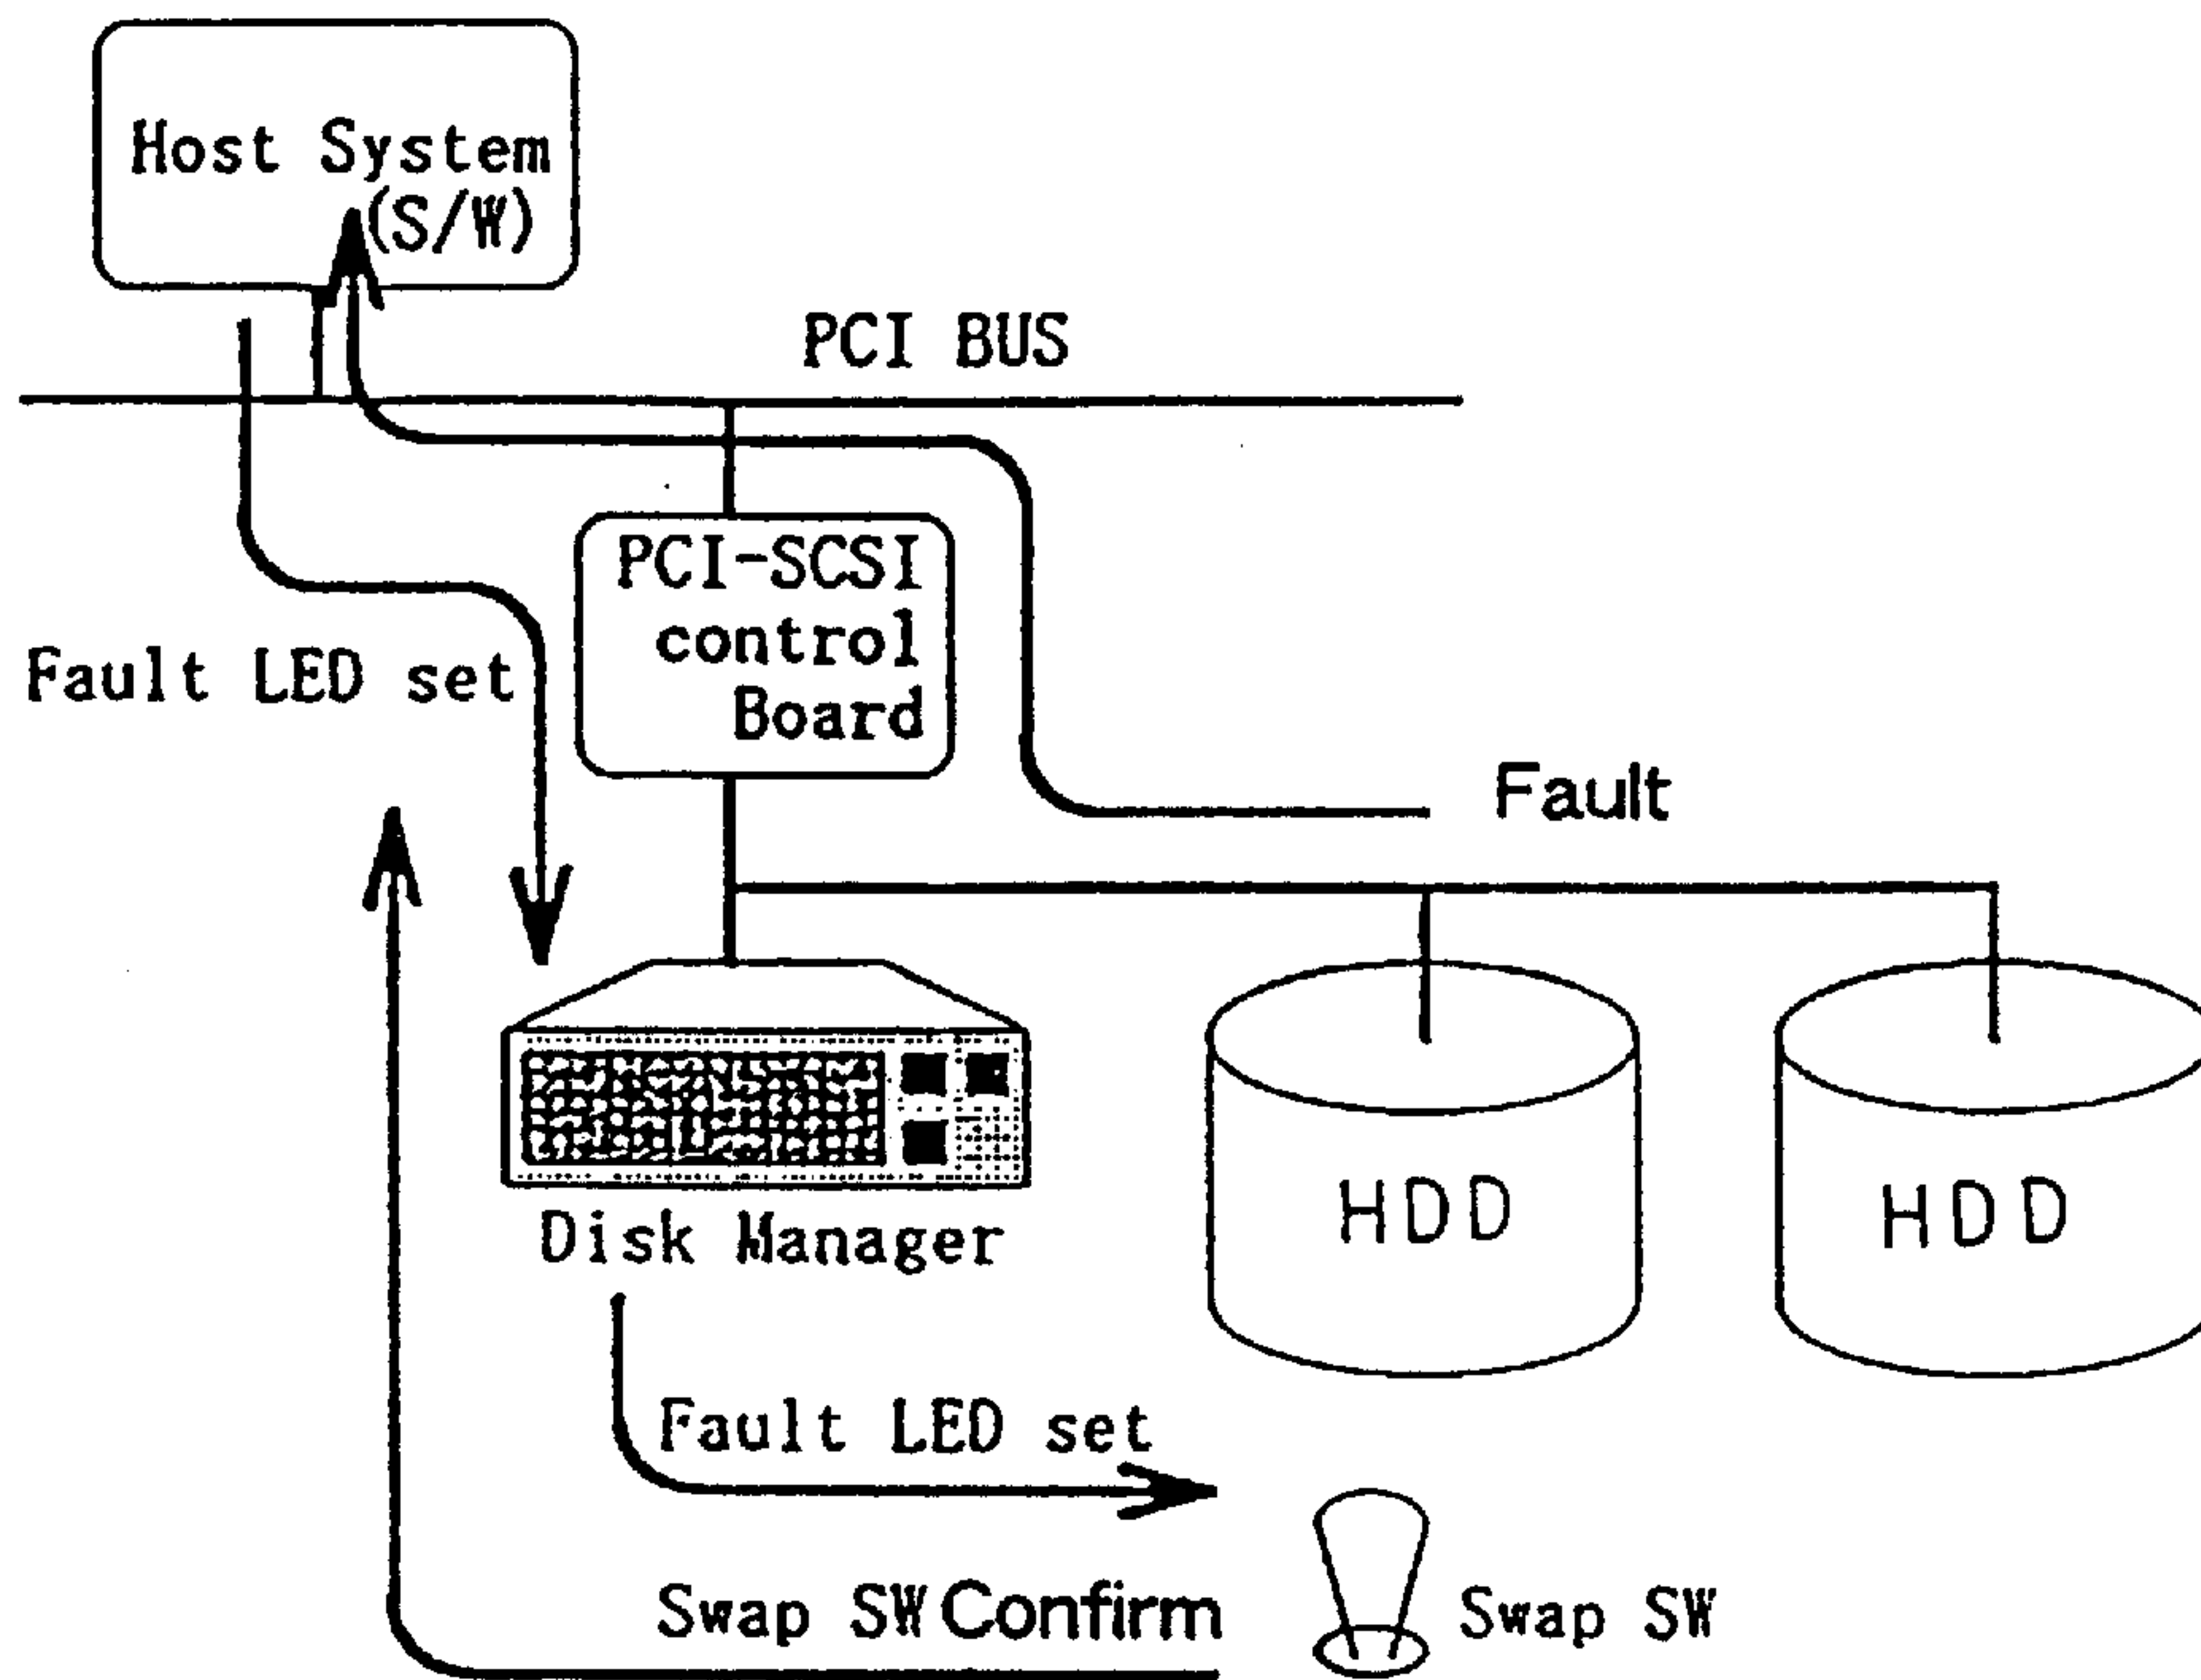 Host System
(S/W)
PCI BUS
PCI-SCSI
control
Board
Fault LED set
Fault
HDD
HDD
Disk Manager
Fault LED set
Swap SW Confirm
Swap SW